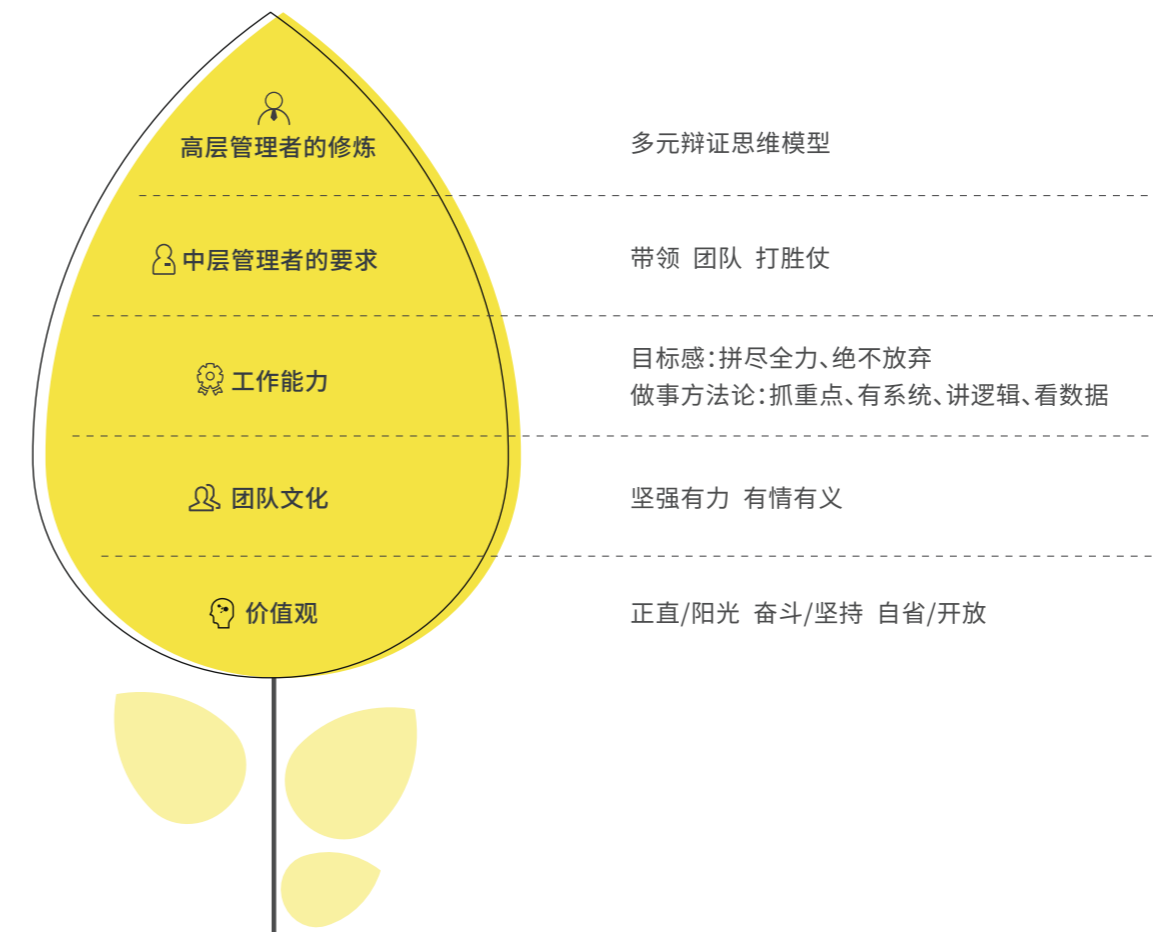 高层管理者的修炼
多元辩证思维模型
中层管理者的要求
带领 团队 打胜仗
工作能力
目标感：拼尽全力、绝不放弃
做事方法论：抓重点、有系统、讲逻辑、看数据
团队文化
坚强有力 有情有义
价值观
正直/阳光 奋斗/坚持 自省/开放